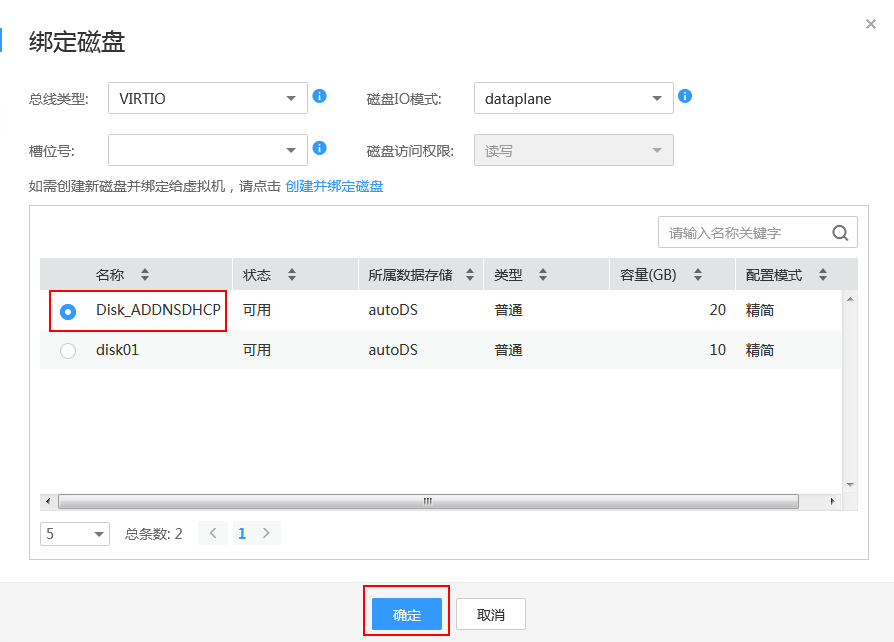 绑定磁盘
总线类型: VIRTIO 磁盘IO模式: dataplane
槽位号: 磁盘访问权限: 读写
如需创建新磁盘并绑定给虚拟机，请点击 创建并绑定磁盘
请输入名称关键字
名称 状态 所属数据存储 类型 容量(GB) 配置模式
Disk_ADDNSDHCP 可用 autoDS 普通 20 精简
disk01 可用 autoDS 普通 10 精简
5 总条数: 2 1
确定 取消